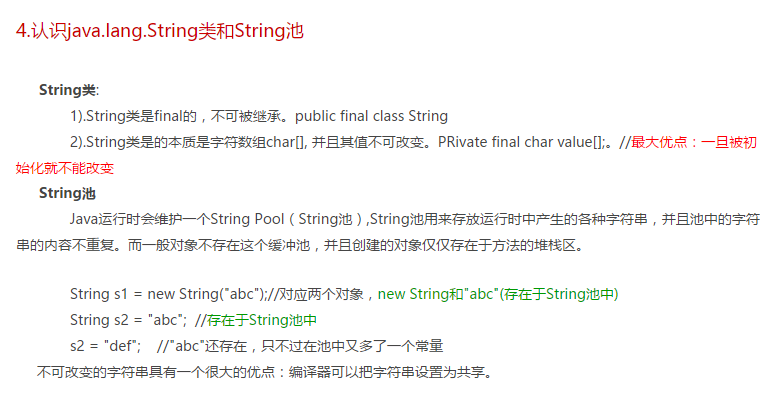 4.认识java.lang.String类和String池
String类:
1).String类是final的，不可被继承。public final class String
2).String类是的本质是字符数组char[], 并且其值不可改变。PRivate final char value[];。//最大优点：一旦被初
始化就不能改变
String池
Java运行时会维护一个String Pool（String池）,String池用来存放运行时中产生的各种字符串，并且池中的字符
串的内容不重复。而一般对象不存在这个缓冲池，并且创建的对象仅仅存在于方法的堆栈区。
String s1 = new String("abc");//对应两个对象，new String和"abc"(存在于String池中)
String s2 = "abc";  //存在于String池中
s2 = "def";    //"abc"还存在，只不过在池中又多了一个常量
不可改变的字符串具有一个很大的优点：编译器可以把字符串设置为共享。